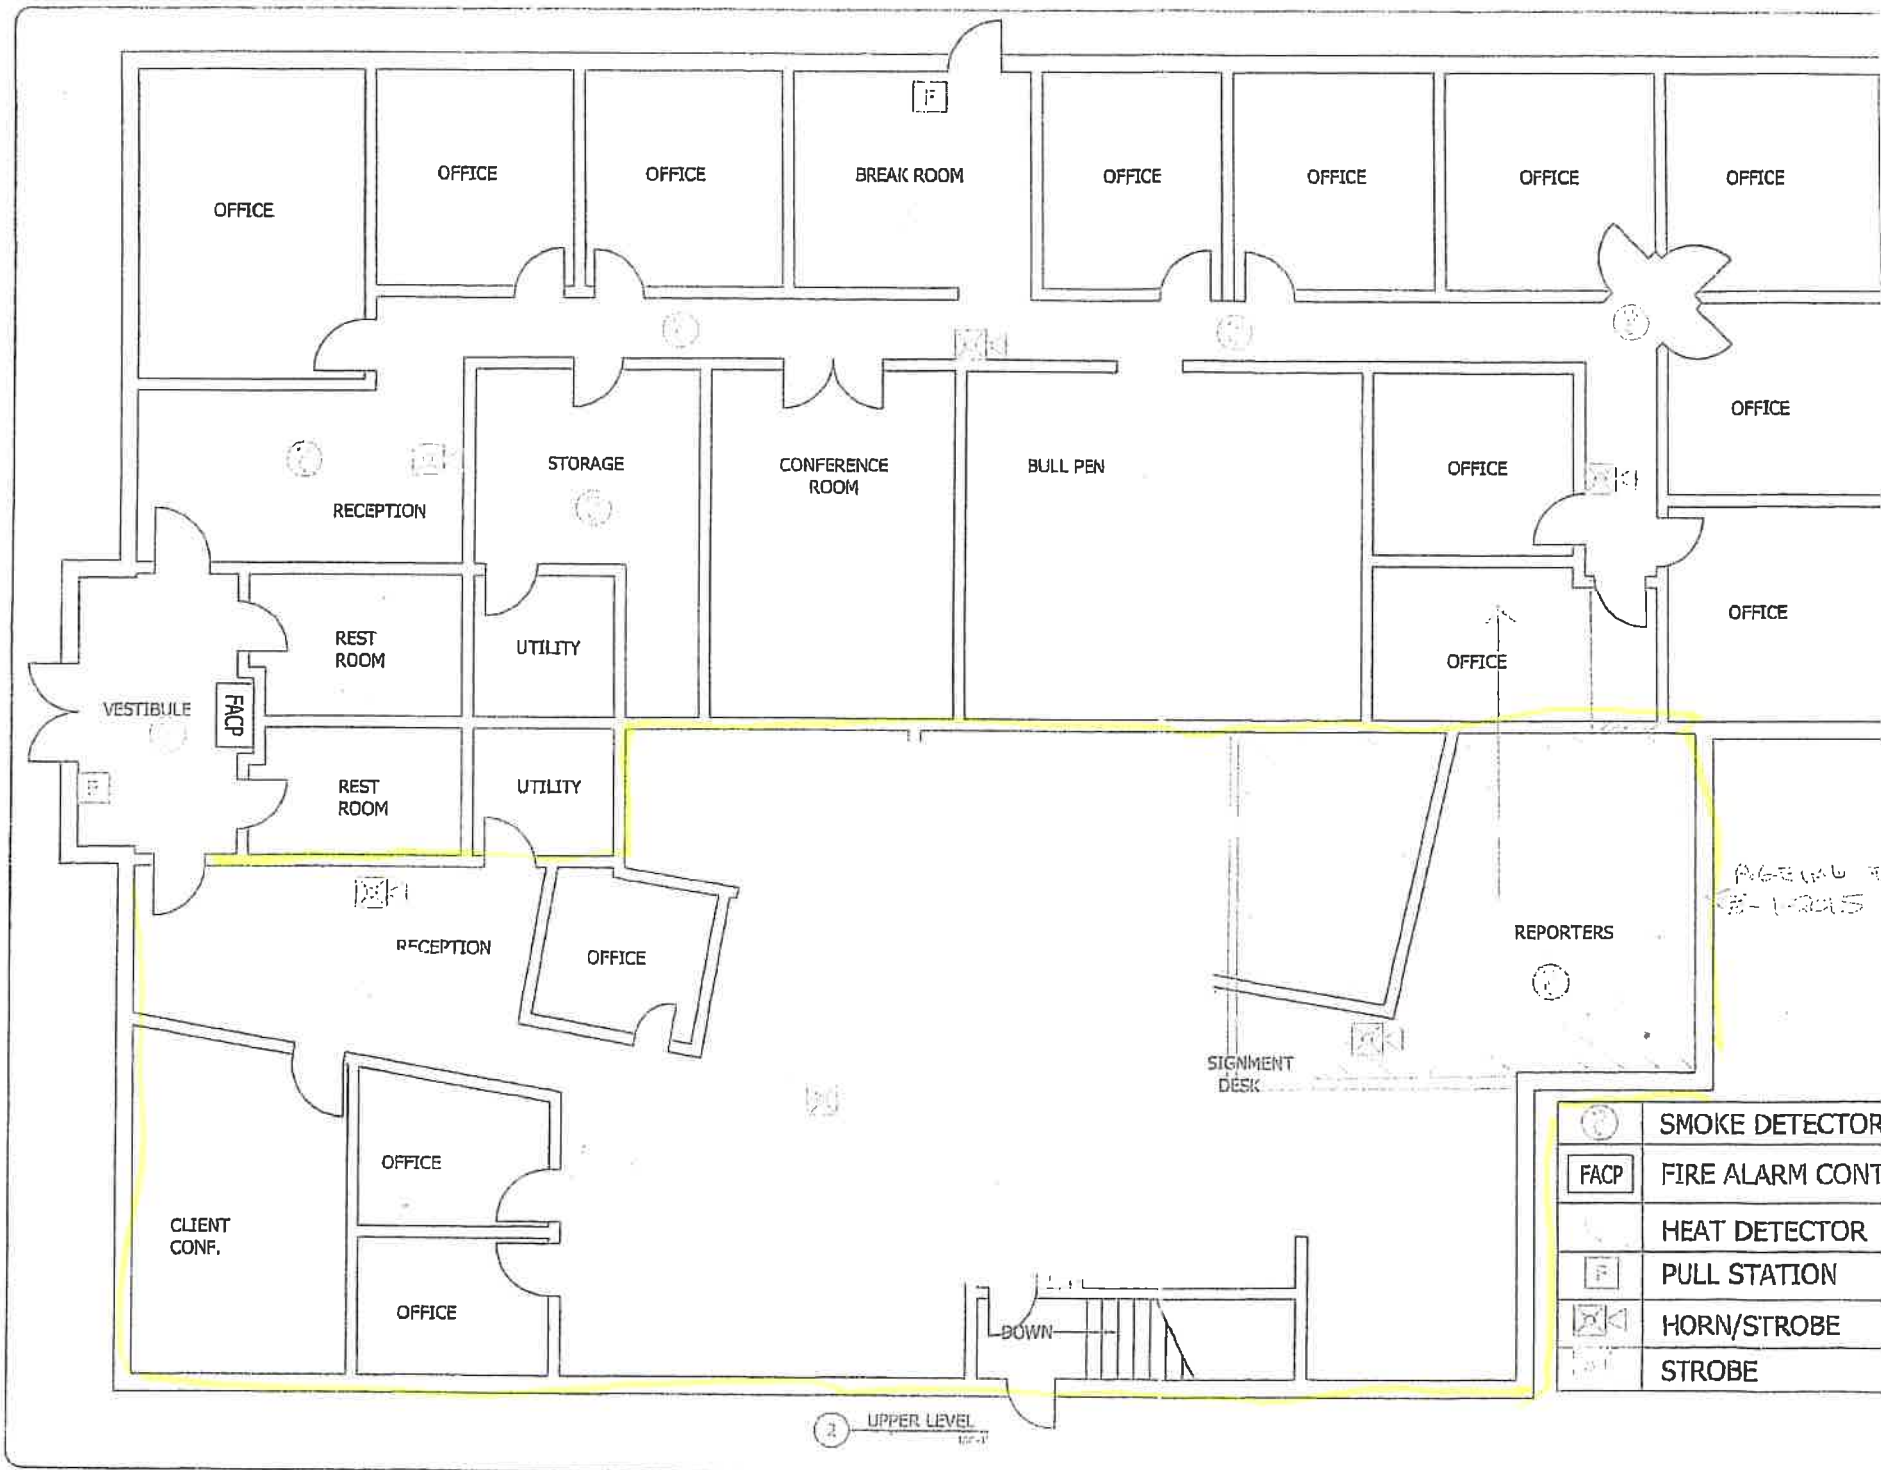 F
OFFICE
OFFICE
OFFICE
BREAK ROOM
OFFICE
OFFICE
OFFICE
OFFICE
OFFICE
STORAGE
CONFERENCE
ROOM
BULL PEN
OFFICE
RECEPTION
REST
ROOM
UTILITY
OFFICE
OFFICE
VESTIBULE
FACP
F
REST
ROOM
UTILITY
RECEPTION
OFFICE
REPORTERS
SIGNMENT
DESK
OFFICE
CLIENT
CONF.
OFFICE
DOWN
SMOKE DETECTOR
FACP
FIRE ALARM CONT
HEAT DETECTOR
F
PULL STATION
HORN/STROBE
STROBE
2
UPPER LEVEL